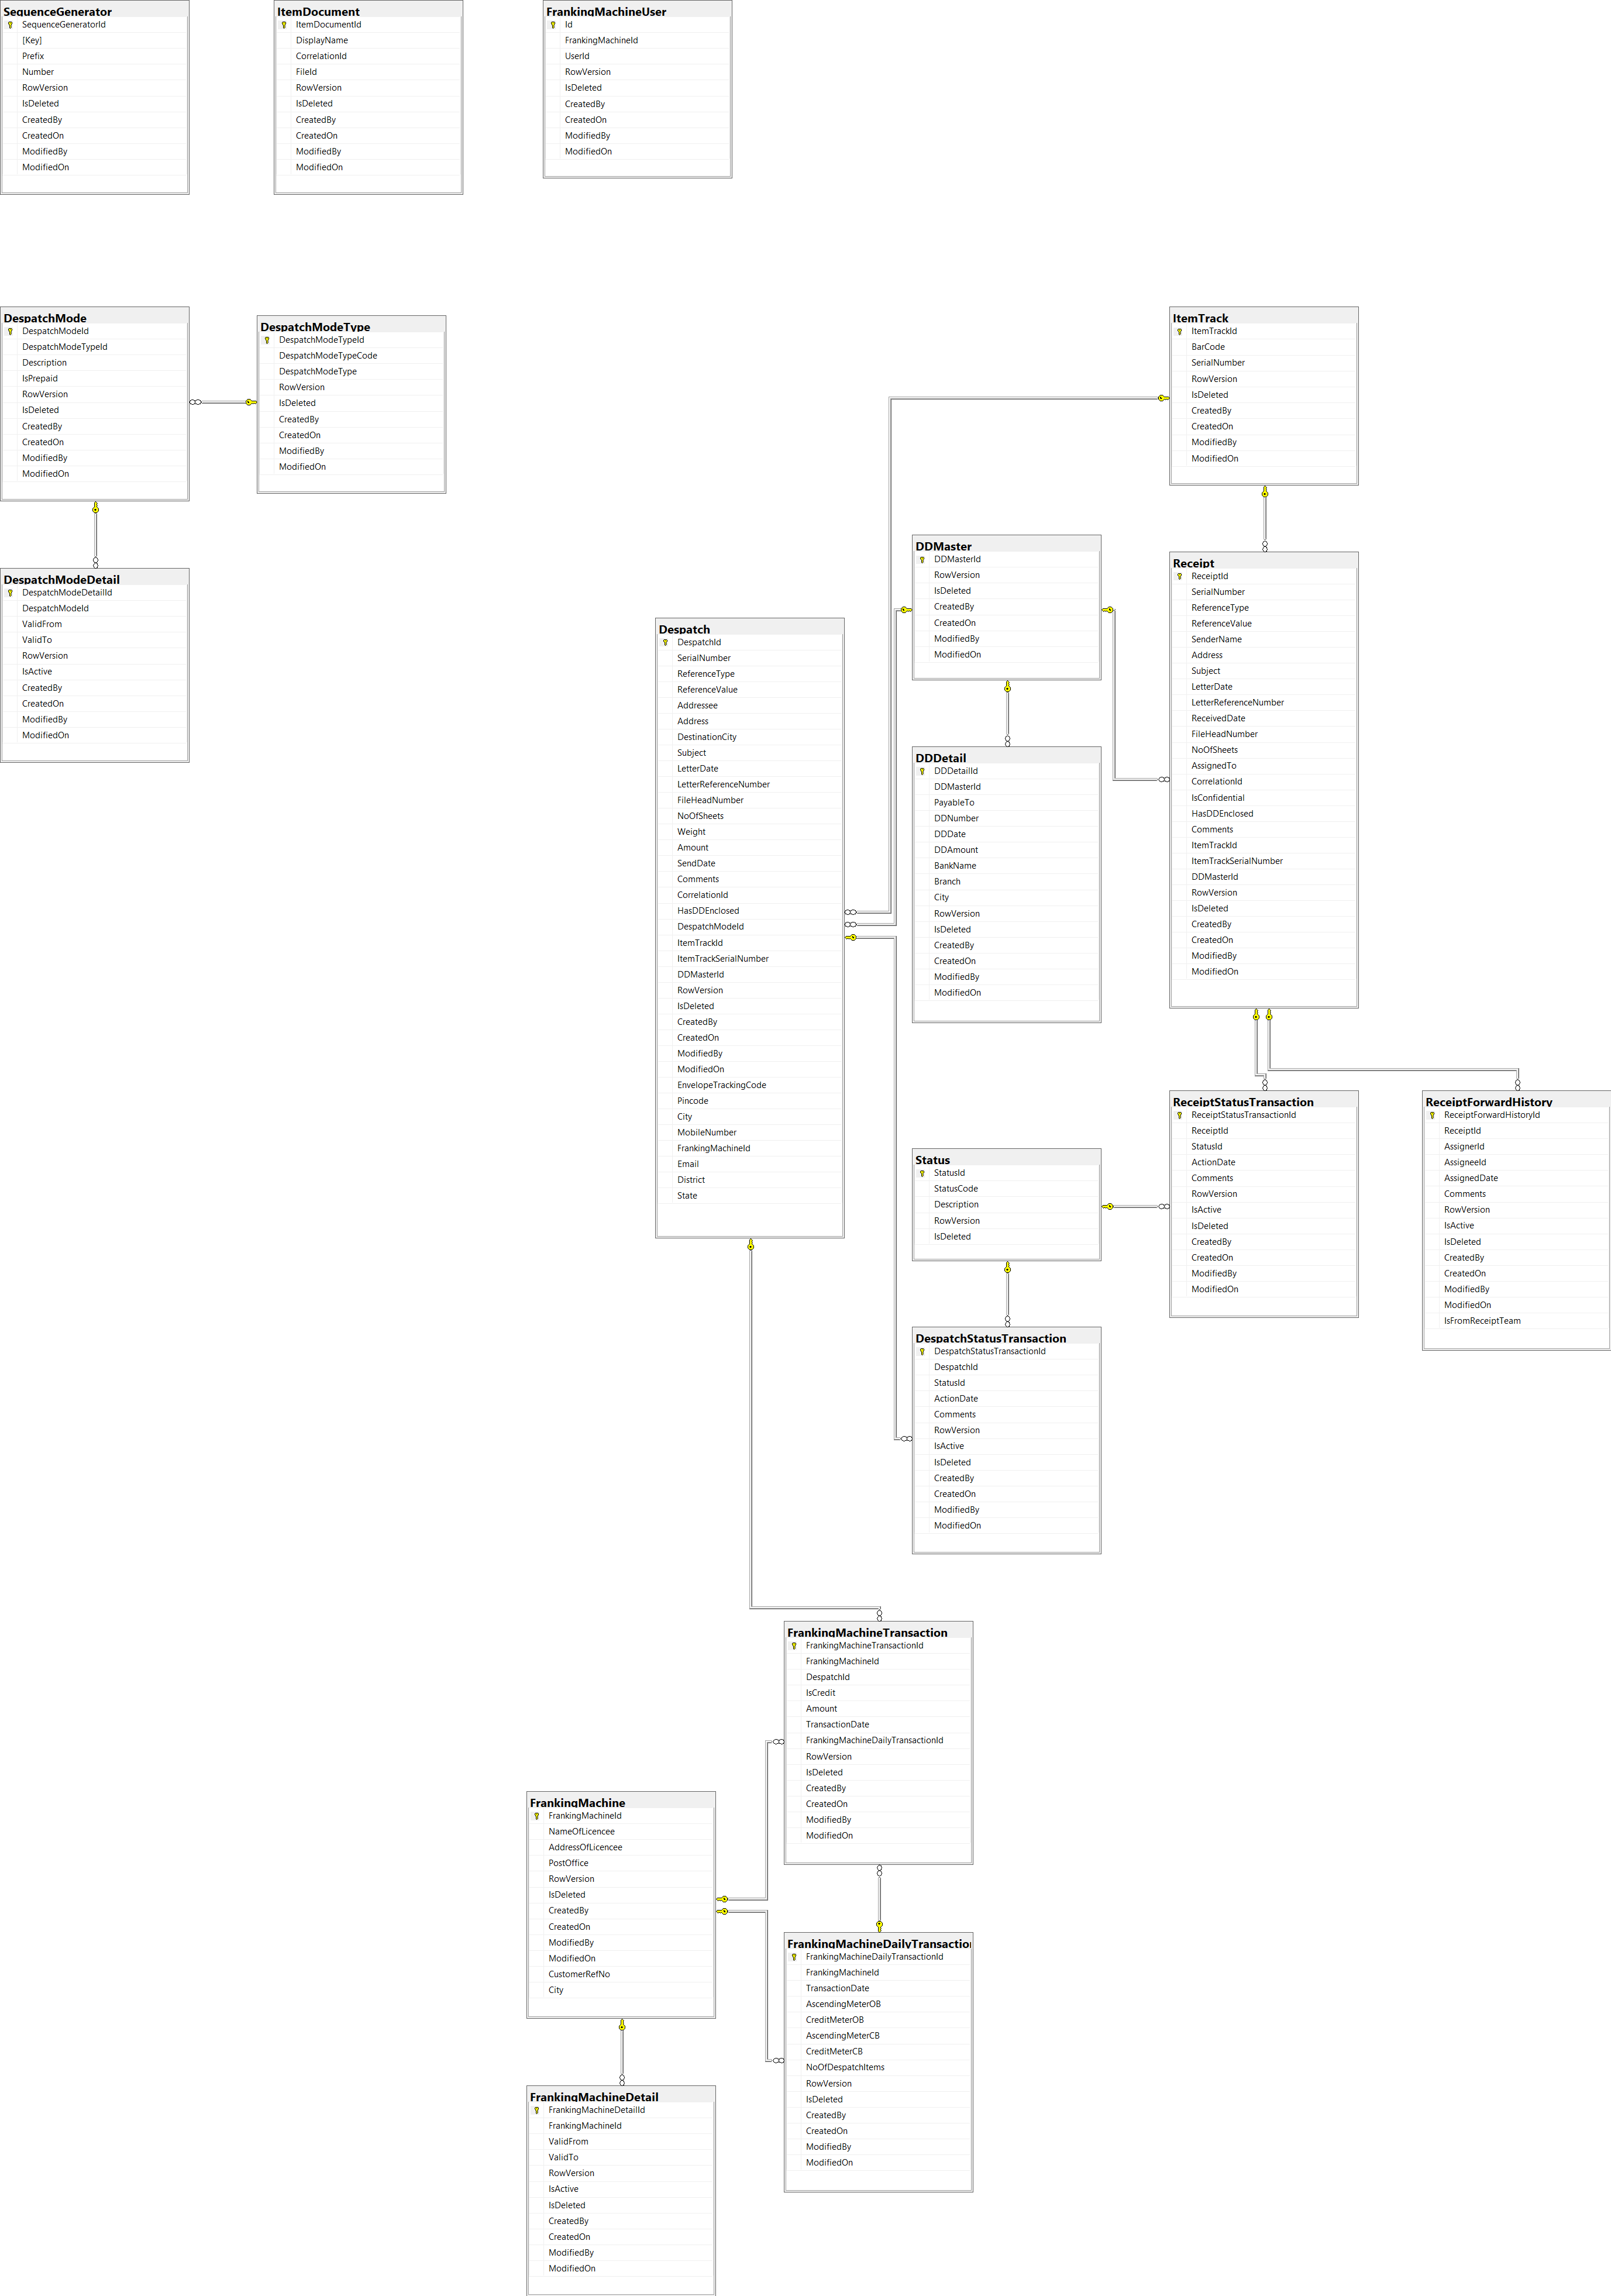 SequenceGenerator
SequenceGeneratorId
[Key]
Prefix
Number
RowVersion
IsDeleted
CreatedBy
CreatedOn
ModifiedBy
ModifiedOn
ItemDocument
ItemDocumentId
DisplayName
CorrelationId
FileId
RowVersion
IsDeleted
CreatedBy
CreatedOn
ModifiedBy
ModifiedOn
FrankingMachineUser
Id
FrankingMachineId
UserId
RowVersion
IsDeleted
CreatedBy
CreatedOn
ModifiedBy
ModifiedOn
DespatchMode
DespatchModeId
DespatchModeTypeId
Description
IsPrepaid
RowVersion
IsDeleted
CreatedBy
CreatedOn
ModifiedBy
ModifiedOn
DespatchModeType
DespatchModeTypeId
DespatchModeTypeCode
DespatchModeType
RowVersion
IsDeleted
CreatedBy
CreatedOn
ModifiedBy
ModifiedOn
DespatchModeDetail
DespatchModeDetailId
DespatchModeId
ValidFrom
ValidTo
RowVersion
IsActive
CreatedBy
CreatedOn
ModifiedBy
ModifiedOn
ItemTrack
ItemTrackId
BarCode
SerialNumber
RowVersion
IsDeleted
CreatedBy
CreatedOn
ModifiedBy
ModifiedOn
DDMaster
DDMasterId
RowVersion
IsDeleted
CreatedBy
CreatedOn
ModifiedBy
ModifiedOn
Receipt
ReceiptId
SerialNumber
ReferenceType
ReferenceValue
SenderName
Address
Subject
LetterDate
LetterReferenceNumber
ReceivedDate
FileHeadNumber
NoOfSheets
AssignedTo
CorrelationId
IsConfidential
HasDDEnclosed
Comments
ItemTrackId
ItemTrackSerialNumber
DDMasterId
RowVersion
IsDeleted
CreatedBy
CreatedOn
ModifiedBy
ModifiedOn
Despatch
DespatchId
SerialNumber
ReferenceType
ReferenceValue
Addressee
Address
DestinationCity
Subject
LetterDate
LetterReferenceNumber
FileHeadNumber
NoOfSheets
Weight
Amount
SendDate
Comments
CorrelationId
HasDDEnclosed
DespatchModeId
ItemTrackId
ItemTrackSerialNumber
DDMasterId
RowVersion
IsDeleted
CreatedBy
CreatedOn
ModifiedBy
ModifiedOn
EnvelopeTrackingCode
Pincode
City
MobileNumber
FrankingMachineId
Email
District
State
DDDetail
DDDetailId
DDMasterId
PayableTo
DDNumber
DDDate
DDAmount
BankName
Branch
City
RowVersion
IsDeleted
CreatedBy
CreatedOn
ModifiedBy
ModifiedOn
ReceiptStatusTransaction
ReceiptStatusTransactionId
ReceiptId
StatusId
ActionDate
Comments
RowVersion
IsActive
IsDeleted
CreatedBy
CreatedOn
ModifiedBy
ModifiedOn
ReceiptForwardHistory
ReceiptForwardHistoryId
ReceiptId
AssignerId
AssigneeId
AssignedDate
Comments
RowVersion
IsActive
IsDeleted
CreatedBy
CreatedOn
ModifiedBy
ModifiedOn
IsFromReceiptTeam
Status
StatusId
StatusCode
Description
RowVersion
IsDeleted
DespatchStatusTransaction
DespatchStatusTransactionId
DespatchId
StatusId
ActionDate
Comments
RowVersion
IsActive
IsDeleted
CreatedBy
CreatedOn
ModifiedBy
ModifiedOn
FrankingMachineTransaction
FrankingMachineTransactionId
FrankingMachineId
DespatchId
IsCredit
Amount
TransactionDate
FrankingMachineDailyTransactionId
RowVersion
IsDeleted
CreatedBy
CreatedOn
ModifiedBy
ModifiedOn
FrankingMachine
FrankingMachineId
NameOfLicencee
AddressOfLicencee
PostOffice
RowVersion
IsDeleted
CreatedBy
CreatedOn
ModifiedBy
ModifiedOn
CustomerRefNo
City
FrankingMachineDailyTransaction
FrankingMachineDailyTransactionId
FrankingMachineId
TransactionDate
AscendingMeterOB
CreditMeterOB
AscendingMeterCB
CreditMeterCB
NoOfDespatchItems
RowVersion
IsDeleted
CreatedBy
CreatedOn
ModifiedBy
ModifiedOn
FrankingMachineDetail
FrankingMachineDetailId
FrankingMachineId
ValidFrom
ValidTo
RowVersion
IsActive
IsDeleted
CreatedBy
CreatedOn
ModifiedBy
ModifiedOn